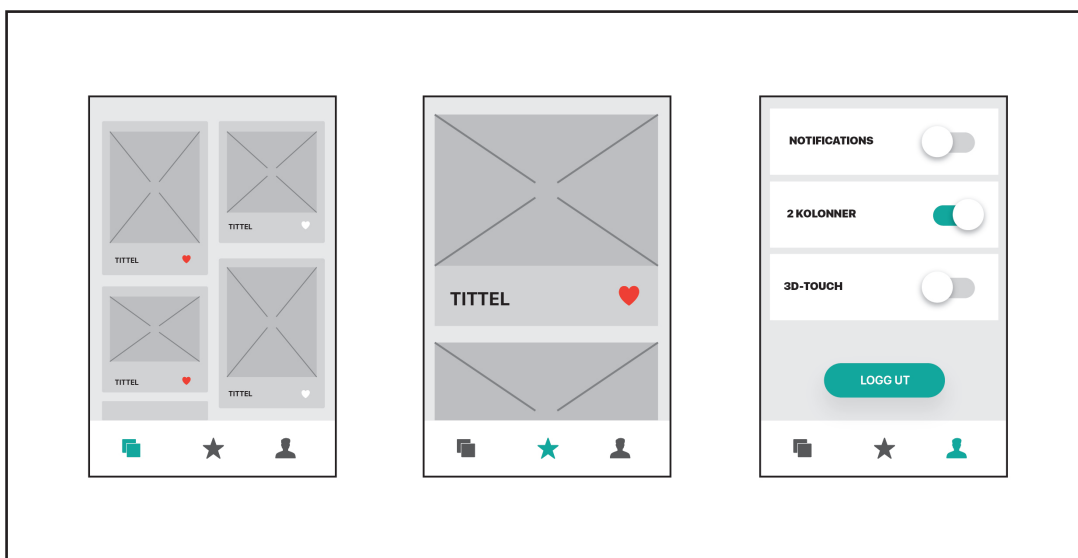 TITTEL
TITTEL
TITTEL
TITTEL
TITTEL
NOTIFICATIONS
2 KOLONNER
3D-TOUCH
LOGG UT